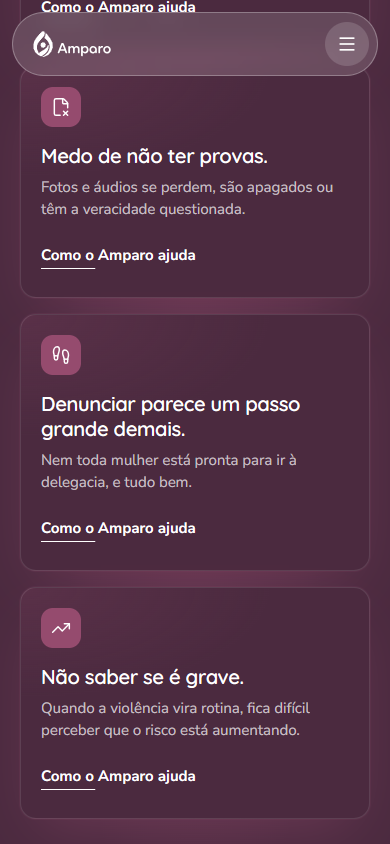 Como o Amparo ajuda
Amparo
Medo de não ter provas.
Fotos e áudios se perdem, são apagados ou
têm a veracidade questionada.
Como o Amparo ajuda
Denunciar parece um passo
grande demais.
Nem toda mulher está pronta para ir à
delegacia, e tudo bem.
Como o Amparo ajuda
Não saber se é grave.
Quando a violência vira rotina, fica difícil
perceber que o risco está aumentando.
Como o Amparo ajuda